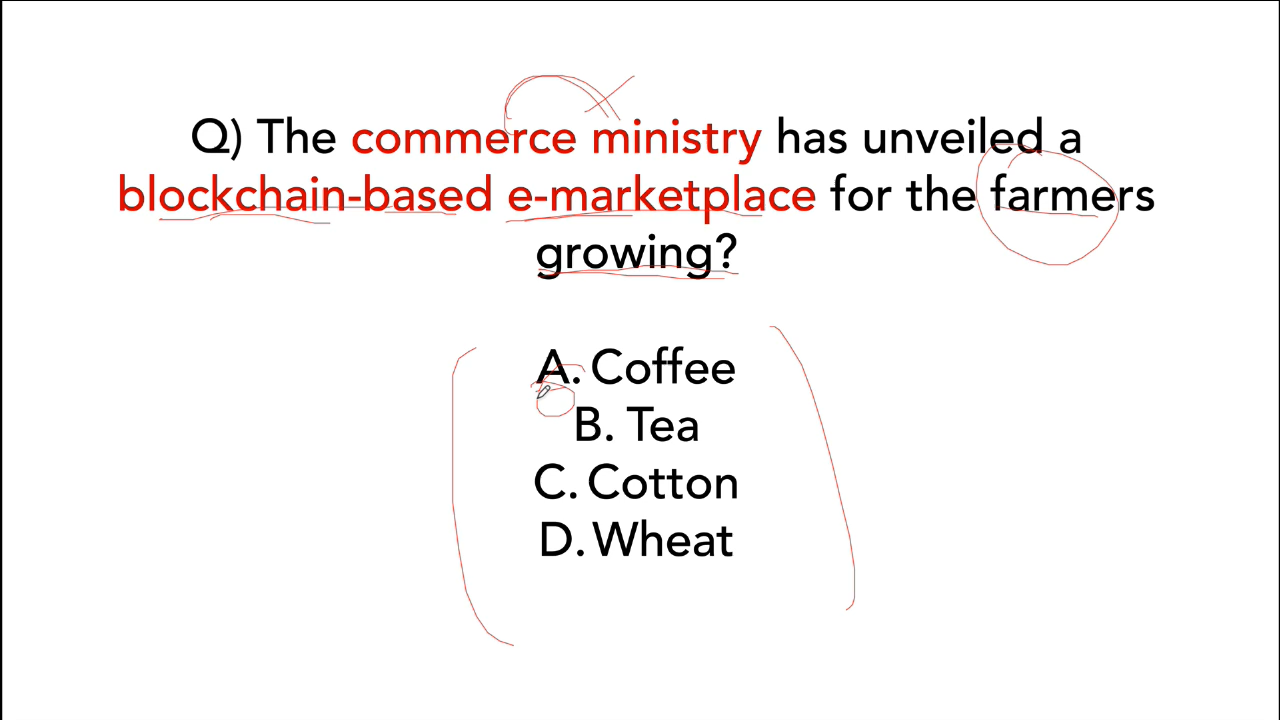 Q) The commerce ministry has unveiled a
blockchain-based e-marketplace for the farmers
growing?
A. Coffee
B. Tea
C. Cotton
D. Wheat